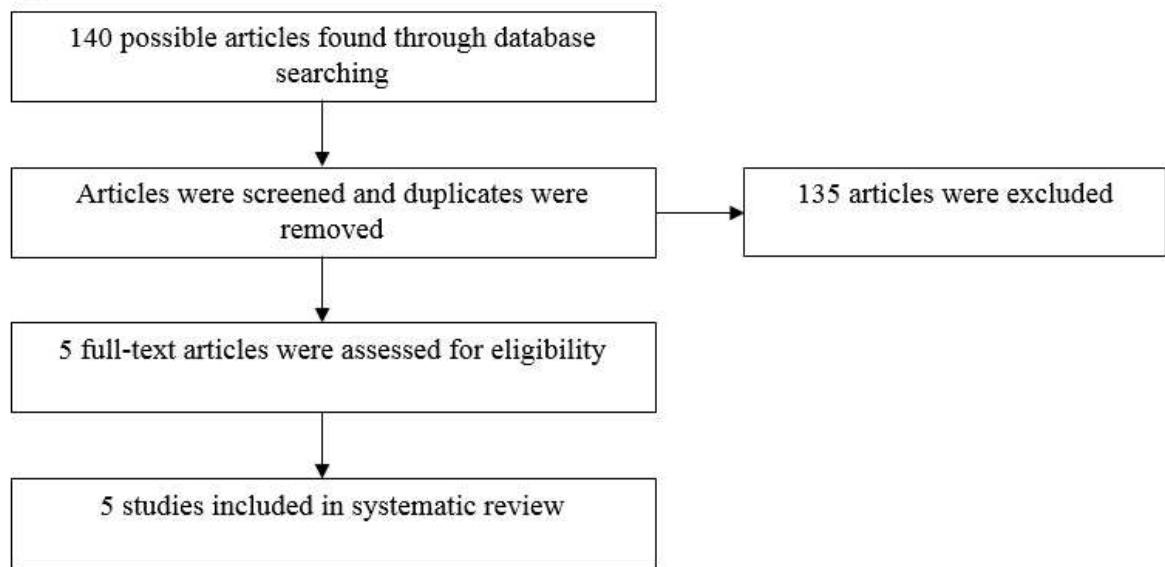 140 possible articles found through database
searching
Articles were screened and duplicates were
removed
135 articles were excluded
5 full-text articles were assessed for eligibility
5 studies included in systematic review